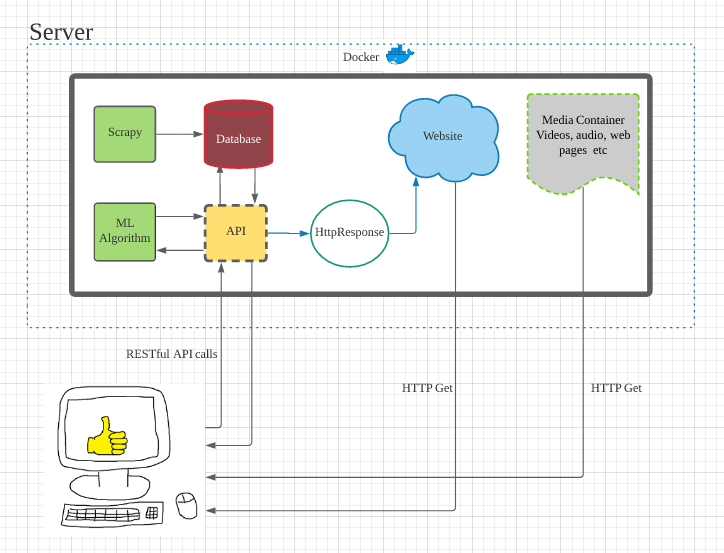 Server
Docker
Scrapy
Database
Website
Media Container
Videos, audio, web
pages etc
ML
Algorithm
API
HttpResponse
RESTful API calls
HTTP Get
HTTP Get